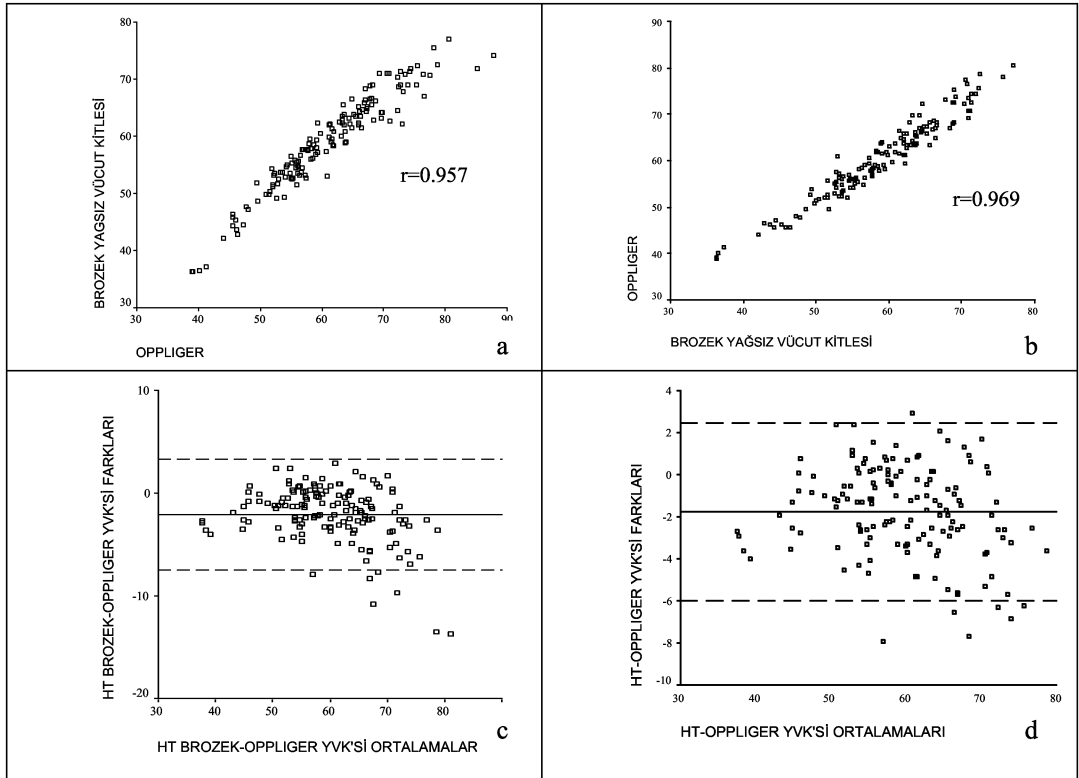 80
70
60
50
40
30
BROZEK YAGSIZ VÜCUT KİTLESİ
r=0.957
30 40 50 60 70 80 90
OPPLIGER
a
90
80
70
60
50
40
30
OPPLIGER
r=0.969
30 40 50 60 70 80
BROZEK YAĞSIZ VÜCUT KİTLESİ
b
10
0
-10
-20
HT BROZEK-OPPLIGER YVK'Sİ FARKLARI
30 40 50 60 70 80
c
HT BROZEK-OPPLIGER YVK'Sİ ORTALAMALAR
4
2
0
-2
-4
-6
-8
-10
HT-OPPLIGER YVK'Sİ FARKLARI
30 40 50 60 70 80
HT-OPPLIGER YVK'Sİ ORTALAMALARI
d